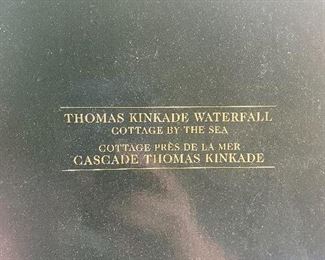 THOMAS KINKADE WATERFALL
COTTAGE BY THE SEA
COTTAGE PRÈS DE LA MER
CASCADE THOMAS KINKADE